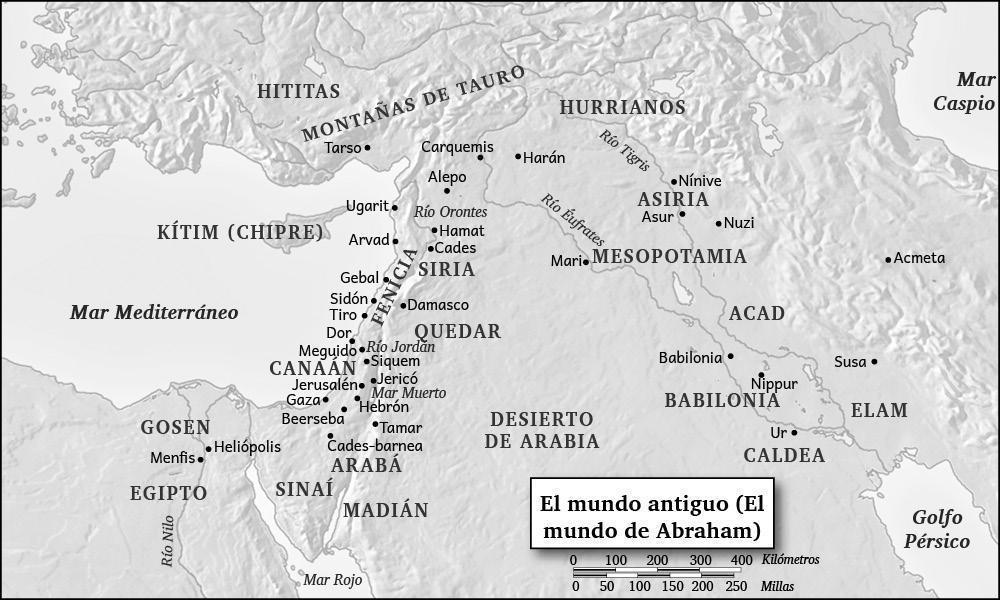 Mar
Caspio
HITITAS
MONTAÑAS DE TAURO
HURRIANOS
Tarso
Carquemis
Harán
Río Tigris
Alepo
Nínive
ASIRIA
Ugarit
Río Orontes
Río Éufrates
Asur
Nuzi
KÍTIM (CHIPRE)
Arvad
Hamat
Cades
Mari
MESOPOTAMIA
Acmeta
SIRIA
Gebal
FENICIA
Sidón
Damasco
Mar Mediterráneo
Tiro
ACAD
Dor
QUEDAR
Meguido
Río Jordán
Siquem
Babilonia
Susa
CANAÁN
Jericó
Jerusalén
Nippur
Mar Muerto
Gaza
Hebrón
BABILONIA
ELAM
Beerseba
DESIERTO
DE ARABIA
GOSÉN
Tamar
Ur
Heliópolis
Cades-barnea
Menfis
ARABÁ
CALDEA
EGIPTO
SINAÍ
MADIÁN
El mundo antiguo (El
mundo de Abraham)
Golfo
Pérsico
Río Nilo
Mar Rojo
0 100 200 300 400 Kilómetros
0 50 100 150 200 250 Millas